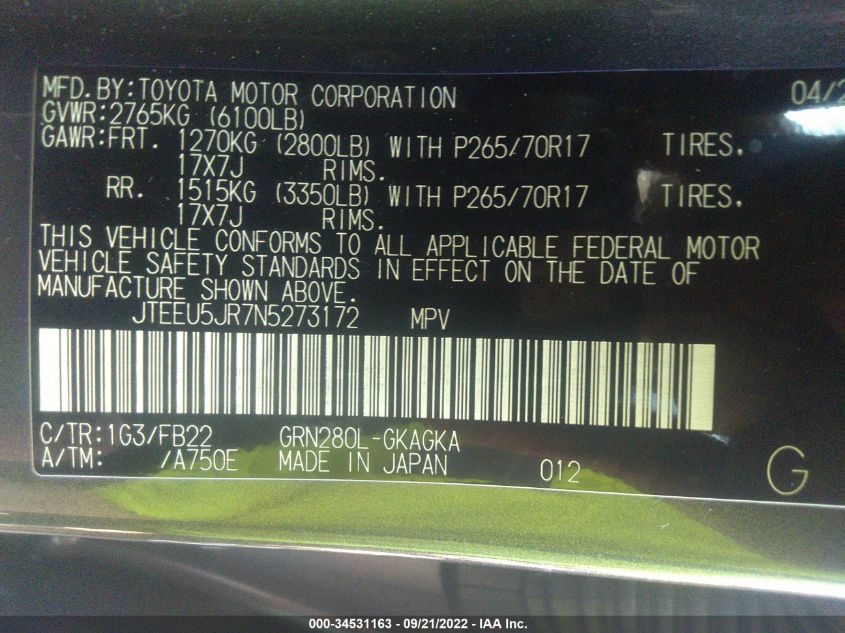 MFD.BY:TOYOTA MOTOR CORPORATION 04/2
GVWR:2765KG (6100LB)
GAWR:FRT. 1270KG (2800LB) WITH P265/70R17 TIRES.
17X7J RIMS.
RR. 1515KG (3350LB) WITH P265/70R17 TIRES.
17X7J RIMS.
THIS VEHICLE CONFORMS TO ALL APPLICABLE FEDERAL MOTOR
VEHICLE SAFETY STANDARDS IN EFFECT ON THE DATE OF
MANUFACTURE SHOWN ABOVE.
JTEEU5JR7N5273172 MPV
C/TR:1G3/FB22 GRN280L-GKAGKA
A/TM: /A750E MADE IN JAPAN 012 G
000-34531163 - 09/21/2022 - IAA Inc.